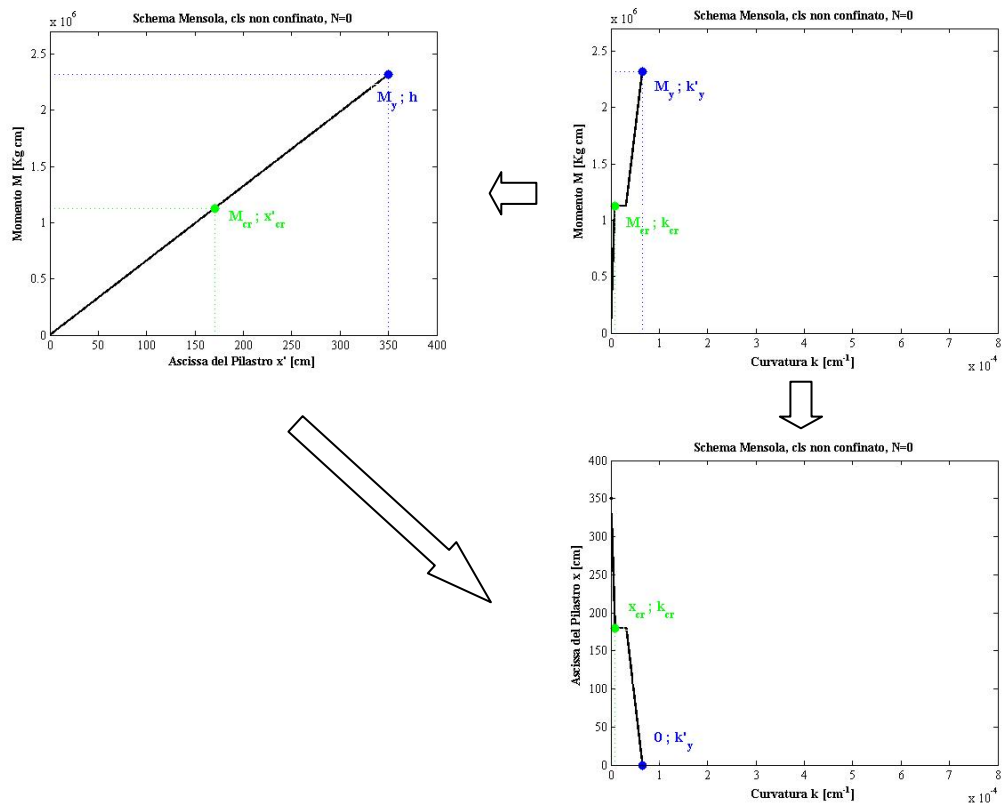 x 10^6
Schema Mensola, cls non confinato, N=0
2.5
2
1.5
1
0.5
0
M_y ; h
M_cr ; x'_cr
0 50 100 150 200 250 300 350 400
Momento M [Kg cm]
Ascissa del Pilastro x' [cm]
x 10^6
Schema Mensola, cls non confinato, N=0
2.5
2
1.5
1
0.5
0
M_y ; k'_y
M_cr ; k_cr
0 1 2 3 4 5 6 7 8
Momento M [Kg cm]
Curvatura k [cm^-1]
x 10^-4
Schema Mensola, cls non confinato, N=0
400
350
300
250
200
150
100
50
0
x_cr ; k_cr
0 ; k'_y
0 1 2 3 4 5 6 7 8
Ascissa del Pilastro x [cm]
Curvatura k [cm^-1]
x 10^-4